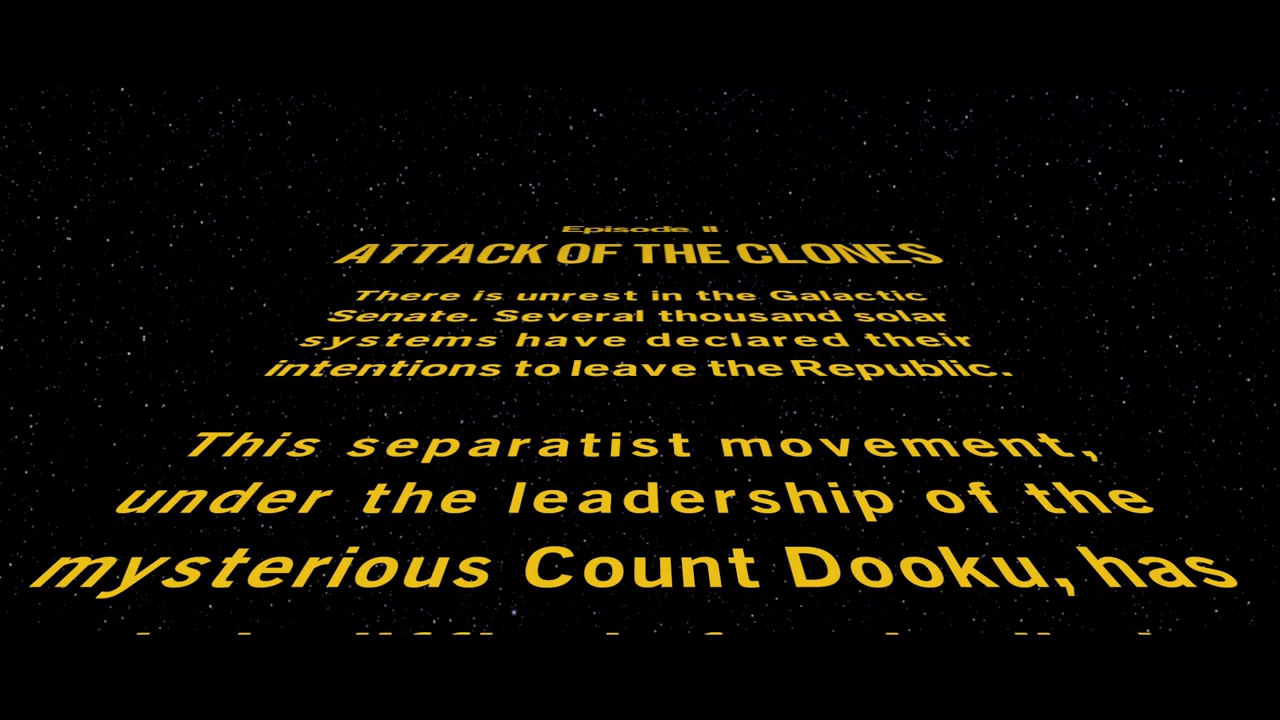 Episode II
ATTACK OF THE CLONES
There is unrest in the Galactic
Senate. Several thousand solar
systems have declared their
intentions to leave the Republic.
This separatist movement,
under the leadership of the
mysterious Count Dooku, has